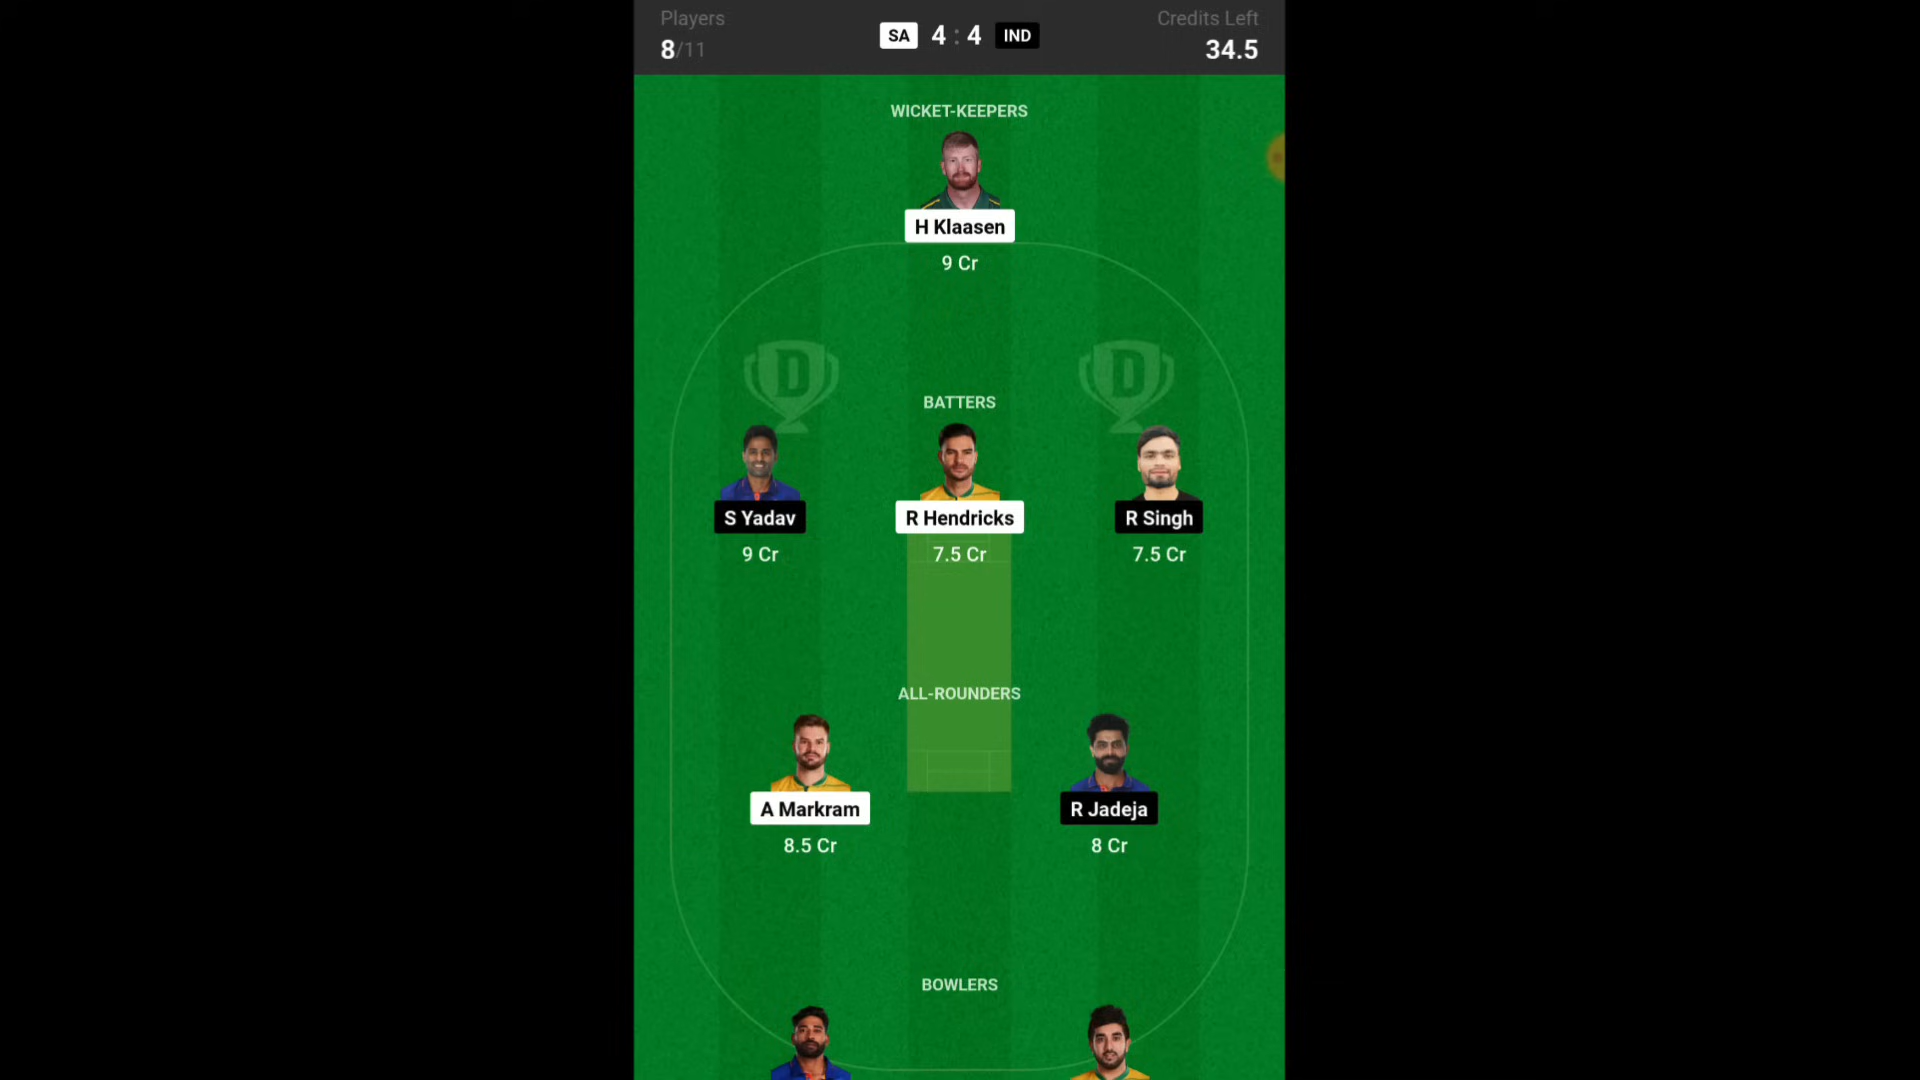 Players
8/11
SA 4 : 4 IND
Credits Left
34.5
WICKET-KEEPERS
H Klaasen
9 Cr
D D
BATTERS
S Yadav
9 Cr
R Hendricks
7.5 Cr
R Singh
7.5 Cr
ALL-ROUNDERS
A Markram
8.5 Cr
R Jadeja
8 Cr
BOWLERS